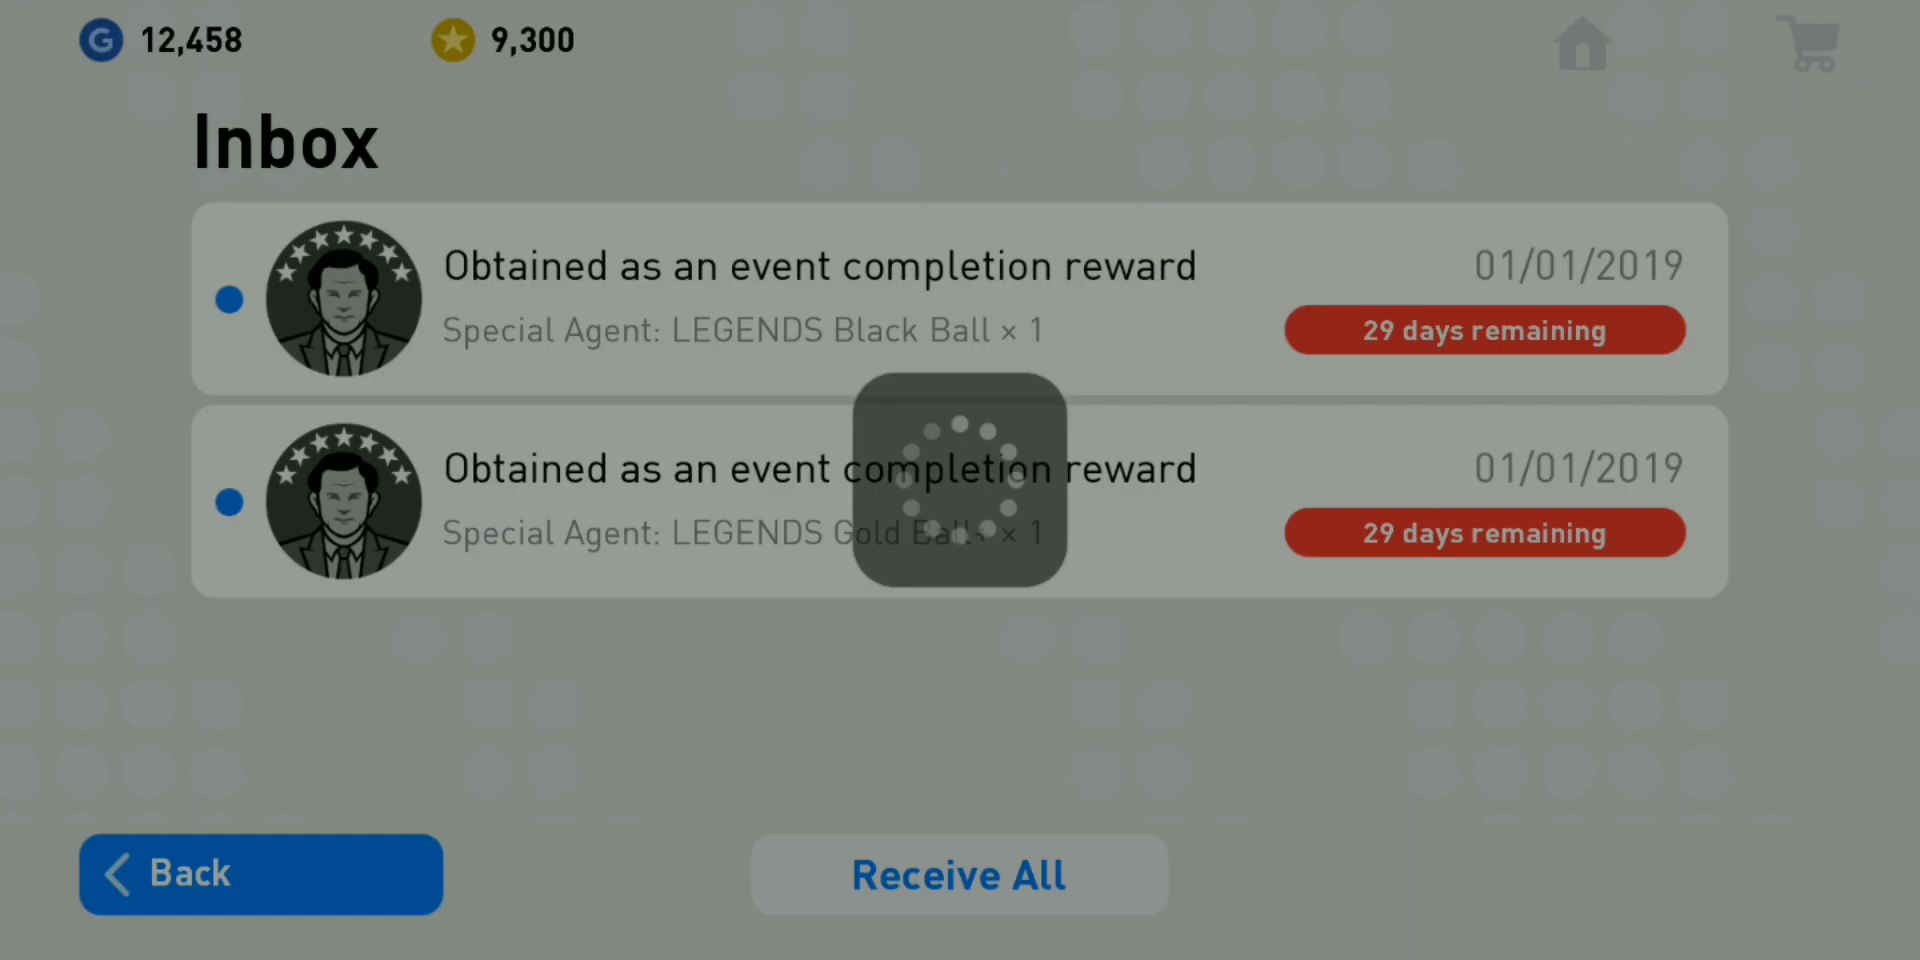 G 12,458
9,300
Inbox
Obtained as an event completion reward
01/01/2019
Special Agent: LEGENDS Black Ball × 1
29 days remaining
Obtained as an event completion reward
01/01/2019
Special Agent: LEGENDS Gold Ball × 1
29 days remaining
Back
Receive All